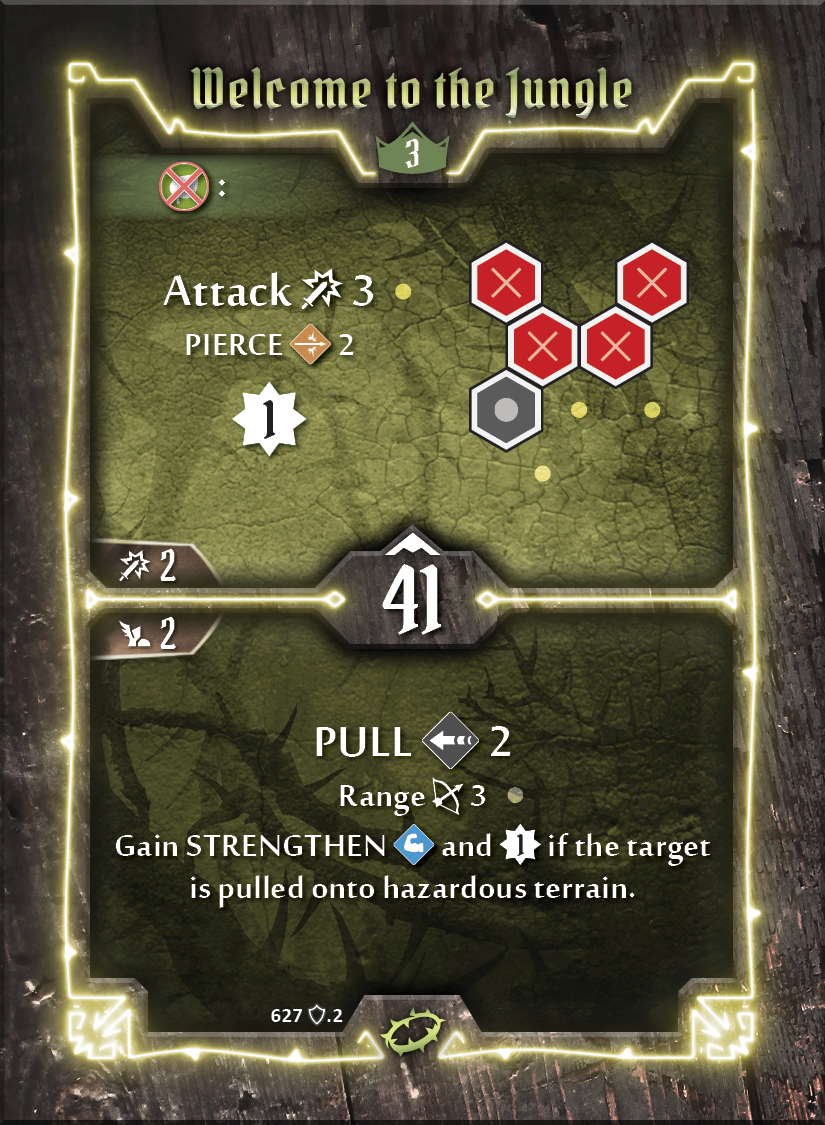 Welcome to the Jungle
3
:
Attack 3
PIERCE 2
1
2
41
2
PULL 2
Range 3
Gain STRENGTHEN and 1 if the target
is pulled onto hazardous terrain.
627 .2